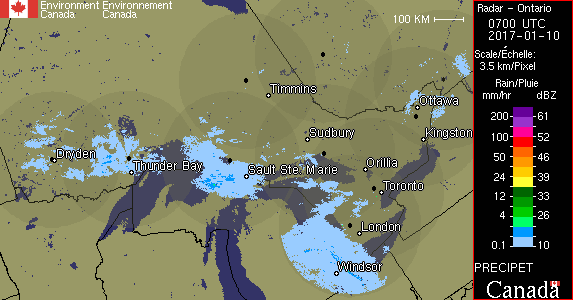 Environment Environnement
Canada Canada
100 KM
Radar - Ontario
0700 UTC
2017-01-10
Scale/Échelle:
3.5 km/Pixel
Rain/Pluie
mm/hr dBZ
200 61
100 52
50 46
24 39
12 33
4 26
0.1 10
PRECIPET
Canada
Timmins
Ottawa
Sudbury
Kingston
Dryden
Thunder Bay
Sault Ste. Marie
Orillia
Toronto
London
Windsor